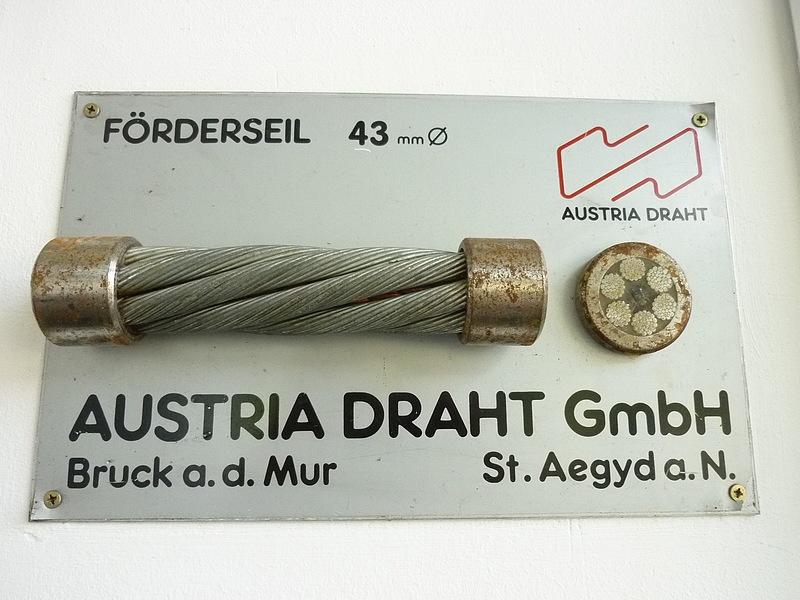 FÖRDERSEIL 43 mm Ø
AUSTRIA DRAHT
AUSTRIA DRAHT GmbH
Bruck a. d. Mur St. Aegyd a. N.